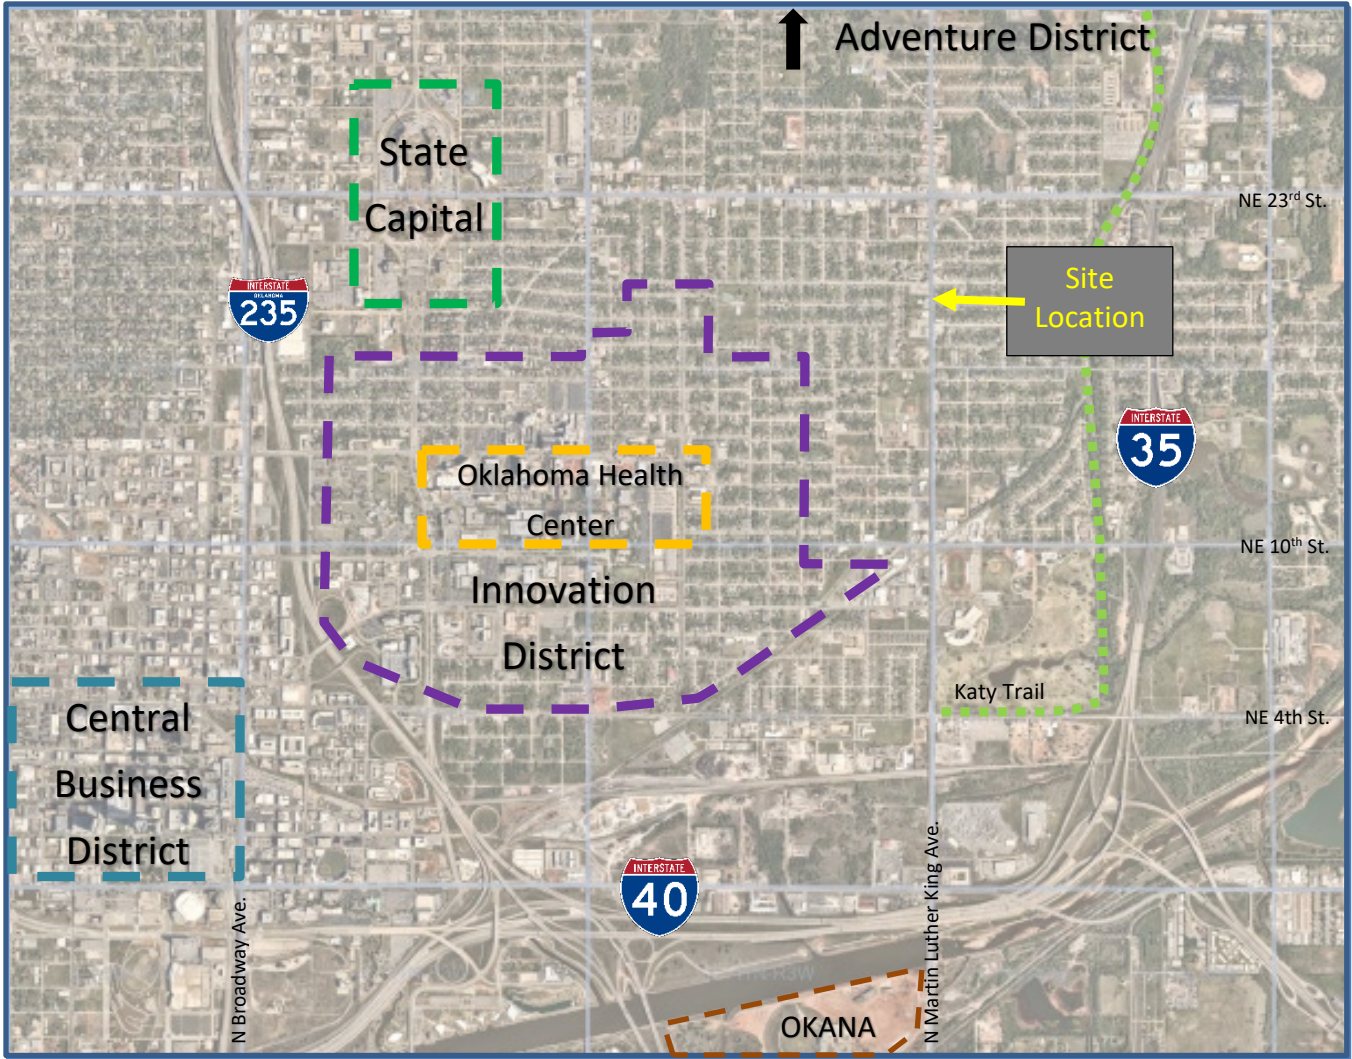 Adventure District
State
Capital
NE 23rd St.
Site
Location
INTERSTATE
OKLAHOMA
235
INTERSTATE
35
Oklahoma Health
Center
NE 10th St.
Innovation
District
Katy Trail
NE 4th St.
Central
Business
District
INTERSTATE
40
N Broadway Ave.
N Martin Luther King Ave.
OKANA